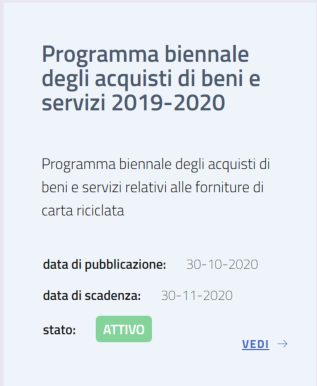 Programma biennale
degli acquisti di beni e
servizi 2019-2020
Programma biennale degli acquisti di
beni e servizi relativi alle forniture di
carta riciclata
data di pubblicazione: 30-10-2020
data di scadenza: 30-11-2020
stato: ATTIVO
VEDI →